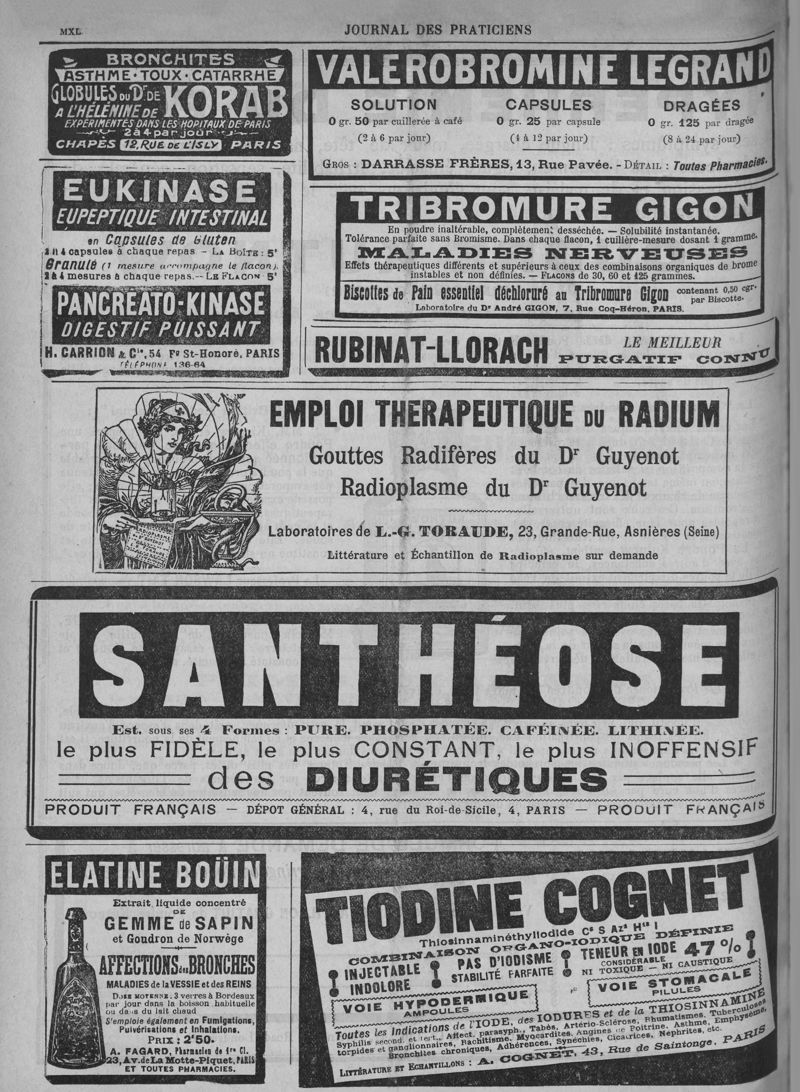 MXL
JOURNAL DES PRATICIENS
BRONCHITES
ASTHME·TOUX·CATARRHE
GLOBULES DU Dr DE KORAB
A L'HÉLÉNINE DE
EXPÉRIMENTÉS DANS LES HOPITAUX DE PARIS
2 à 4 par jour
CHAPÈS 12, RUE DE L'ISLY PARIS
VALEROBROMINE LEGRAND
SOLUTION CAPSULES DRAGÉES
0 gr. 50 par cuillerée à café 0 gr. 25 par capsule 0 gr. 125 par dragée
(2 à 6 par jour) (4 à 12 par jour) (8 à 24 par jour)
GROS : DARRASSE FRÈRES, 13, Rue Pavée. - DÉTAIL : Toutes Pharmacies.
EUKINASE
EUPEPTIQUE INTESTINAL
en Capsules de Gluten
2 à 4 capsules à chaque repas - LA BOÎTE : 5f
Granulé (1 mesure accompagne le flacon).
2 à 4 mesures à chaque repas.-- LE FLACON 5f
PANCREATO-KINASE
DIGESTIF PUISSANT
H. CARRION & Cie, 54 Fg St-Honoré, PARIS
TÉLÉPHONE 136-64
TRIBROMURE GIGON
En poudre inaltérable, complètement desséchée. — Solubilité instantanée.
Tolérance parfaite sans Bromisme. Dans chaque flacon, 1 cuillère-mesure dosant 1 gramme.
MALADIES NERVEUSES
Effets thérapeutiques différents et supérieurs à ceux des combinaisons organiques de brome
instables et non définies. — FLACONS de 30, 60 et 125 grammes.
Biscottes de Pain essentiel déchloruré au Tribromure Gigon contenant 0,50 cgr. par Biscotte.
Laboratoire du Dr André GIGON, 7, Rue Coq-Héron, PARIS.
RUBINAT-LLORACH LE MEILLEUR
PURGATIF CONNU
EMPLOI THERAPEUTIQUE DU RADIUM
Gouttes Radifères du Dr Guyenot
Radioplasme du Dr Guyenot
Laboratoires de L.-G. TORAUDE, 23, Grande-Rue, Asnières (Seine)
Littérature et Échantillon de Radioplasme sur demande
SANTHÉOSE
Est. sous ses 4 Formes : PURE. PHOSPHATÉE. CAFÉINÉE. LITHINÉE.
le plus FIDÈLE, le plus CONSTANT, le plus INOFFENSIF
des DIURÉTIQUES
PRODUIT FRANÇAIS — DÉPOT GÉNÉRAL : 4, rue du Roi-de-Sicile, 4, PARIS — PRODUIT FRANÇAIS
ELATINE BOÜIN
Extrait liquide concentré
DE
GEMME de SAPIN
et Goudron de Norwège
AFFECTIONS des BRONCHES
MALADIES de la VESSIE et des REINS
DOSE MOYENNE : 3 verres à Bordeaux
par jour dans la boisson habituelle
ou dans du lait chaud
S'emploie également en Fumigations,
Pulvérisations et Inhalations.
PRIX : 2f50.
A. FAGARD, Pharmacien de 1re Cl.
23, Av. de La Motte-Piquet, PARIS
ET TOUTES PHARMACIES.
TIODINE COGNET
Thiosinnaminéthyliodide C6 S Az2 H13 I
COMBINAISON ORGANO-IODIQUE DÉFINIE
INJECTABLE PAS D'IODISME TENEUR EN IODE 47 %
INDOLORE STABILITÉ PARFAITE CONSIDÉRABLE
NI TOXIQUE — NI CAUSTIQUE
VOIE HYPODERMIQUE VOIE STOMACALE
AMPOULES PILULES
Toutes les Indications de l'IODE, des IODURES et de la THIOSINNAMINE
Syphilis second. et tert., Affect. parasyph., Tabès, Artério-Sclérose, Rhumatismes, Tuberculoses
torpides et ganglionnaires, Rachitisme, Myocardites, Angines de Poitrine, Asthme, Emphysème,
Bronchites chroniques, Adhérences, Synéchies, Cicatrices, Néphrites, etc.
LITTÉRATURE ET ECHANTILLONS : A. COGNET, 43, Rue de Saintonge, PARIS